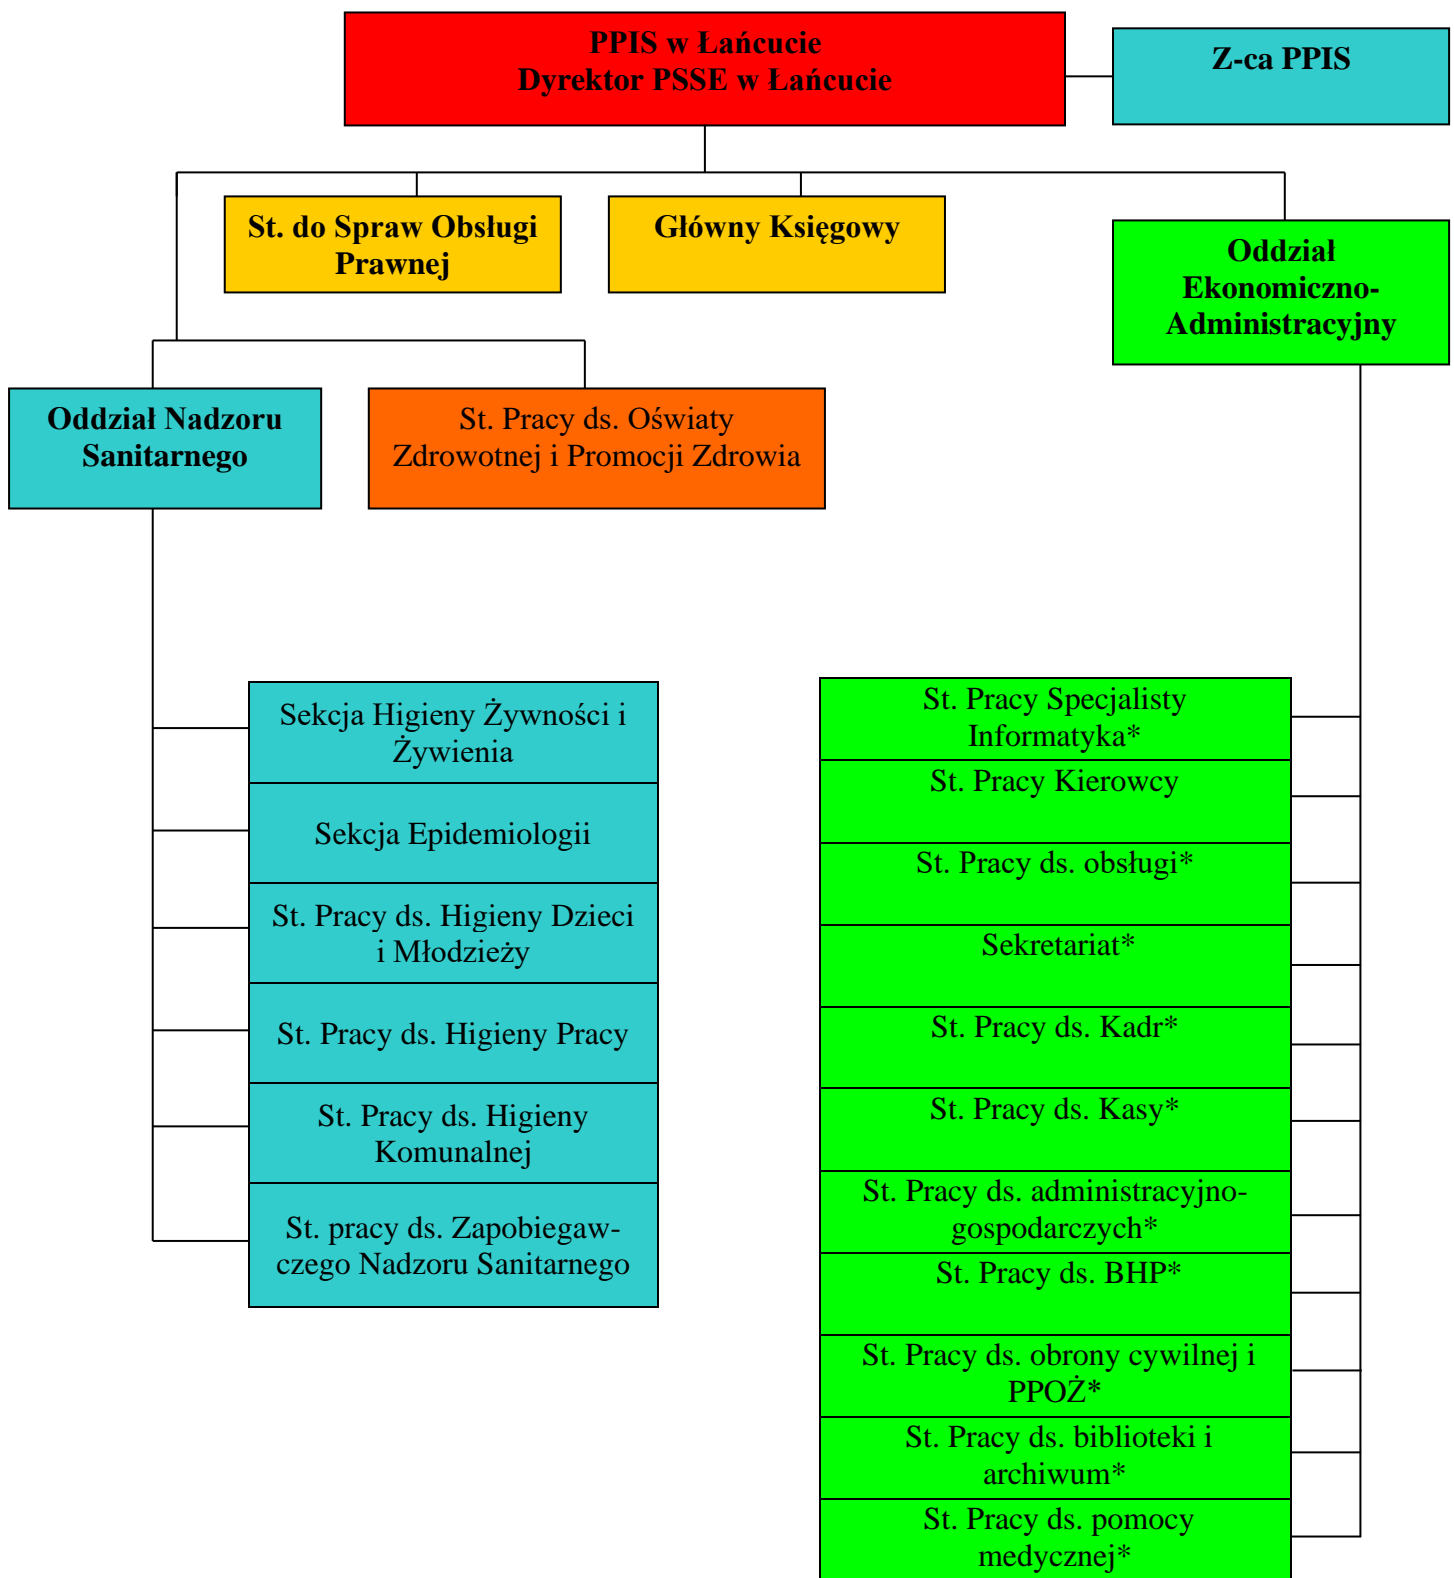 PPIS w Łańcucie
Dyrektor PSSE w Łańcucie
Z-ca PPIS
St. do Spraw Obsługi
Prawnej
Główny Księgowy
Oddział
Ekonomiczno-
Administracyjny
Oddział Nadzoru
Sanitarnego
St. Pracy ds. Oświaty
Zdrowotnej i Promocji Zdrowia
Sekcja Higieny Żywności i
Żywienia
Sekcja Epidemiologii
St. Pracy ds. Higieny Dzieci
i Młodzieży
St. Pracy ds. Higieny Pracy
St. Pracy ds. Higieny
Komunalnej
St. pracy ds. Zapobiegaw-
czego Nadzoru Sanitarnego
St. Pracy Specjalisty
Informatyka*
St. Pracy Kierowcy
St. Pracy ds. obsługi*
Sekretariat*
St. Pracy ds. Kadr*
St. Pracy ds. Kasy*
St. Pracy ds. administracyjno-
gospodarczych*
St. Pracy ds. BHP*
St. Pracy ds. obrony cywilnej i
PPOŻ*
St. Pracy ds. biblioteki i
archiwum*
St. Pracy ds. pomocy
medycznej*